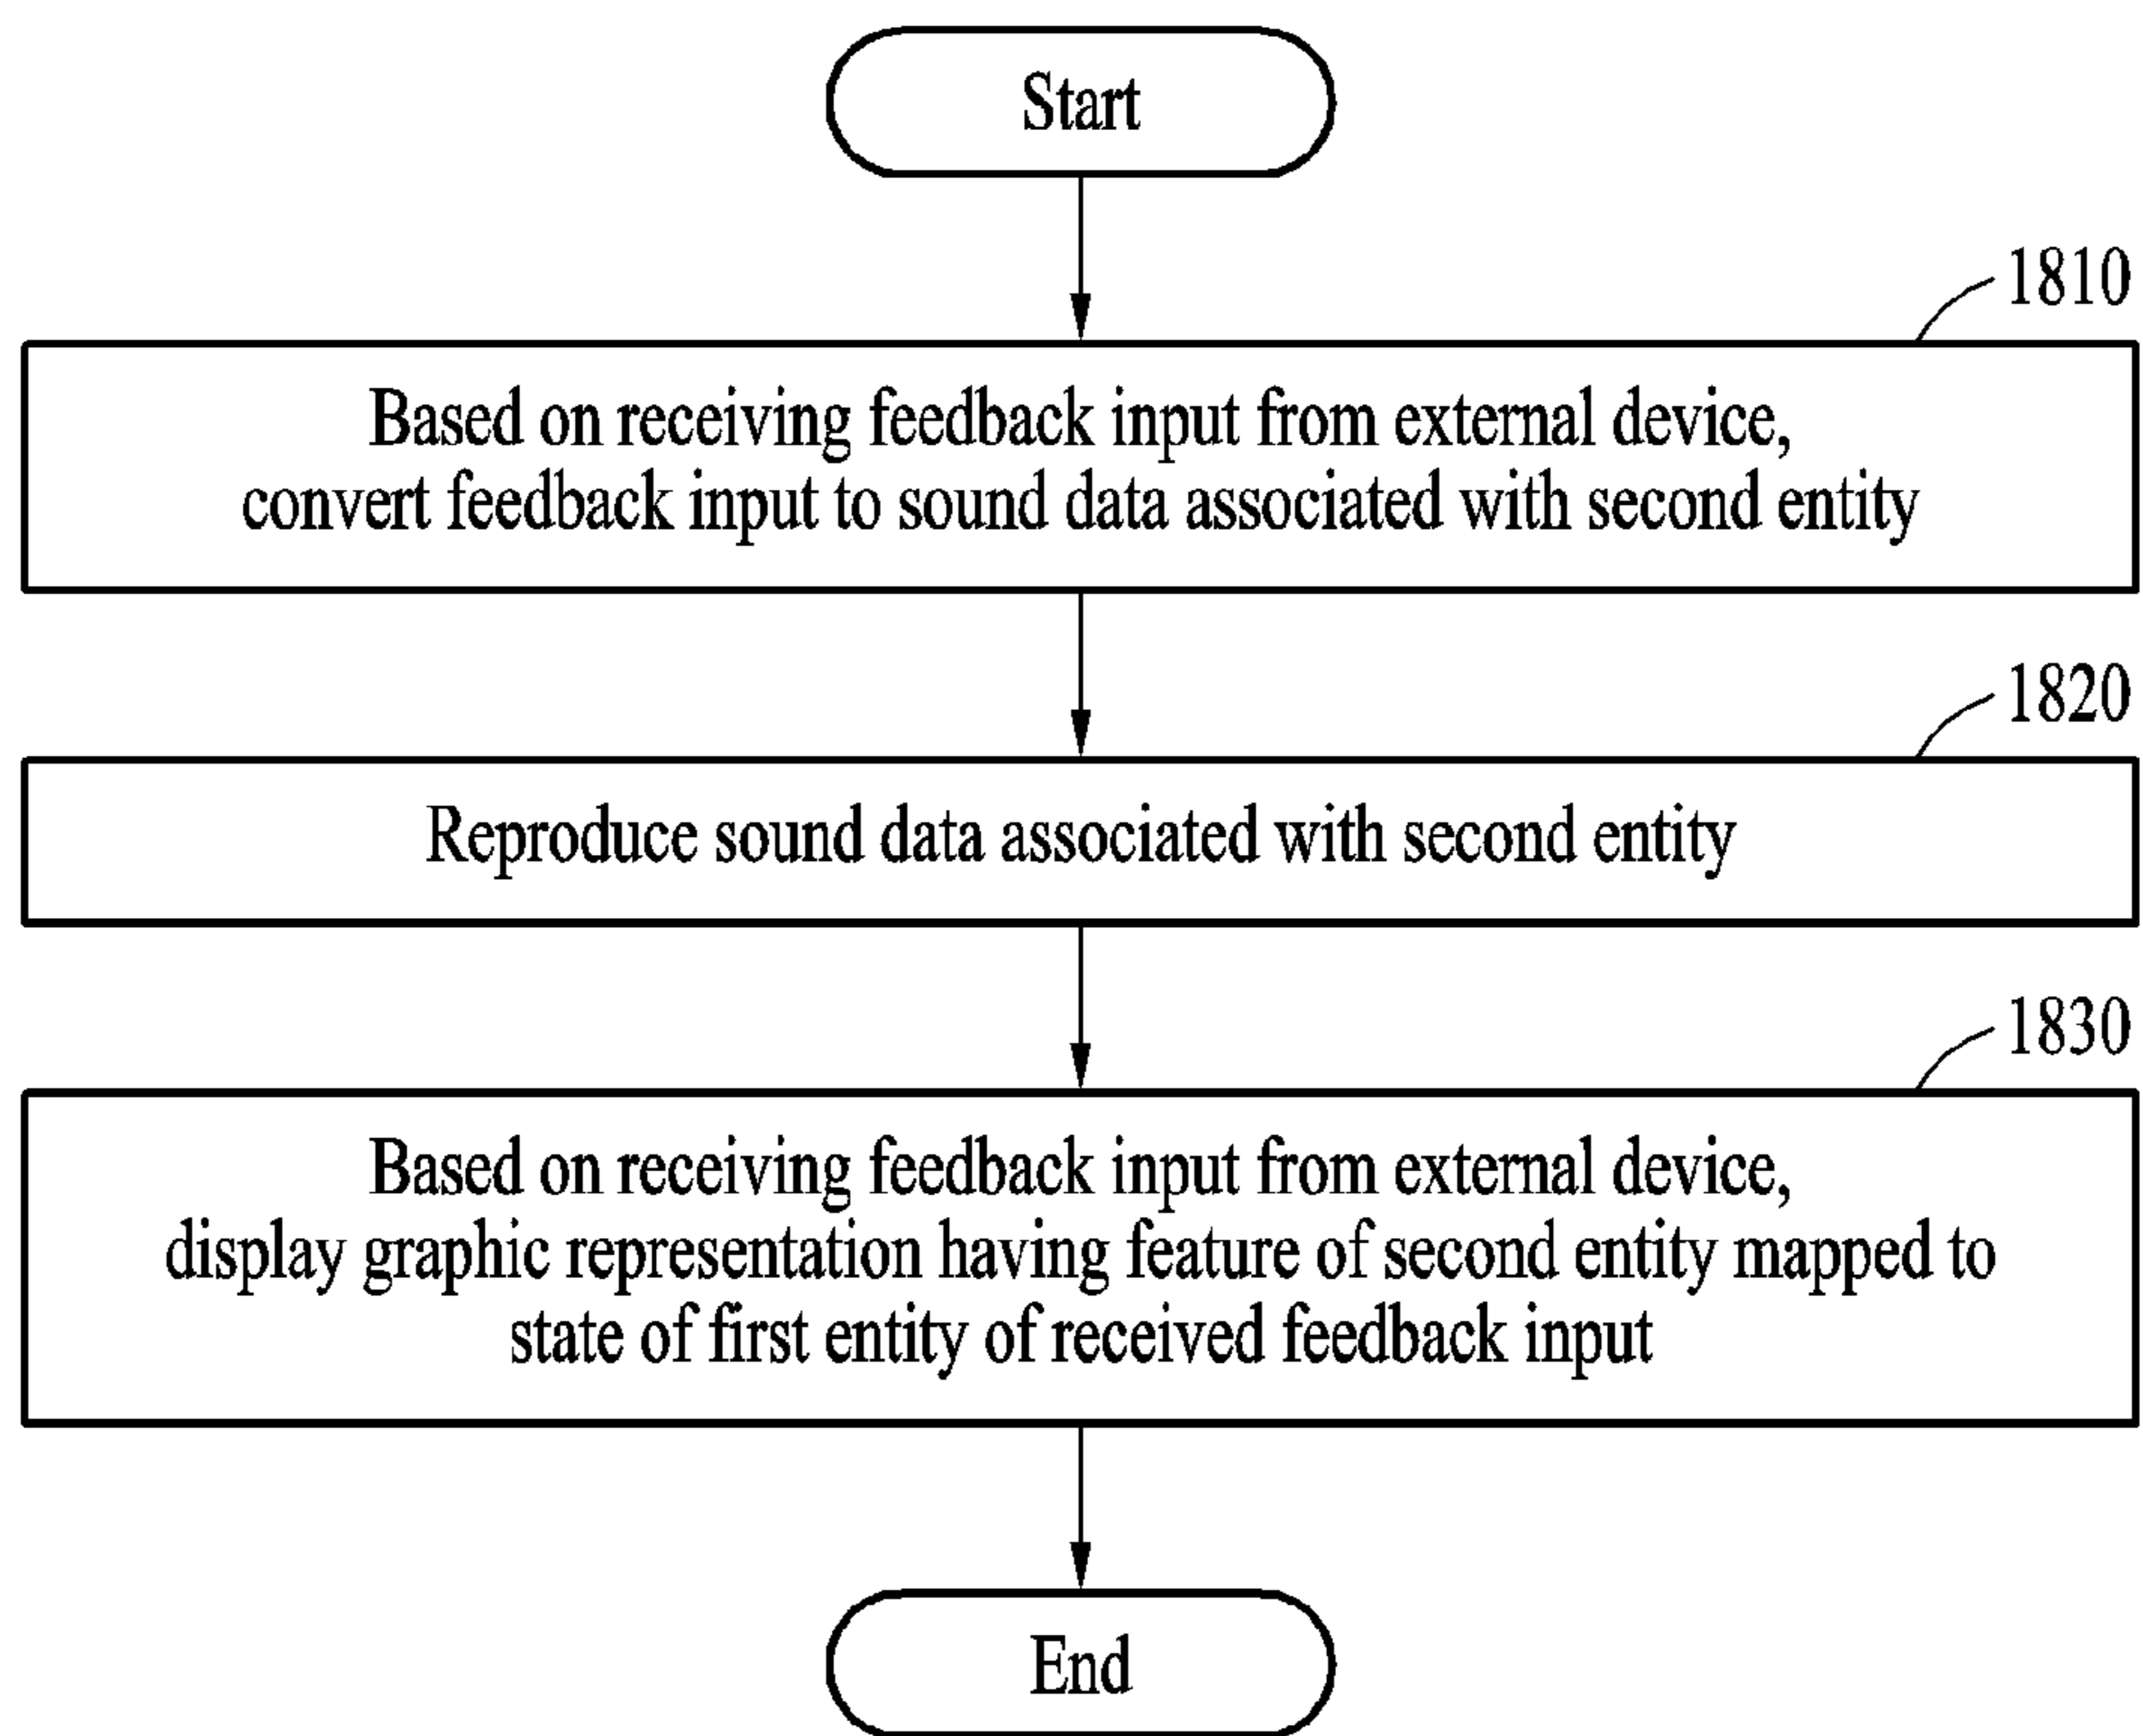 Start
1810
Based on receiving feedback input from external device,
convert feedback input to sound data associated with second entity
1820
Reproduce sound data associated with second entity
1830
Based on receiving feedback input from external device,
display graphic representation having feature of second entity mapped to
state of first entity of received feedback input
End